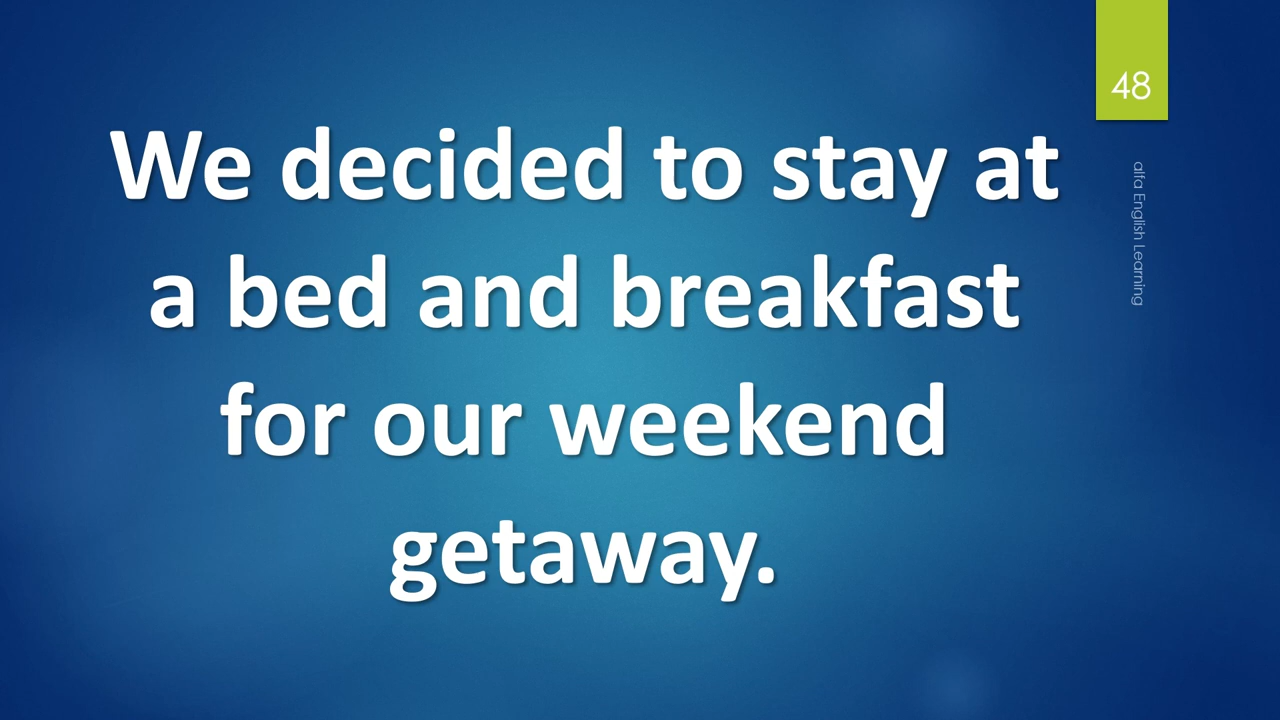 48
We decided to stay at
a bed and breakfast
for our weekend
getaway.
alfa English Learning